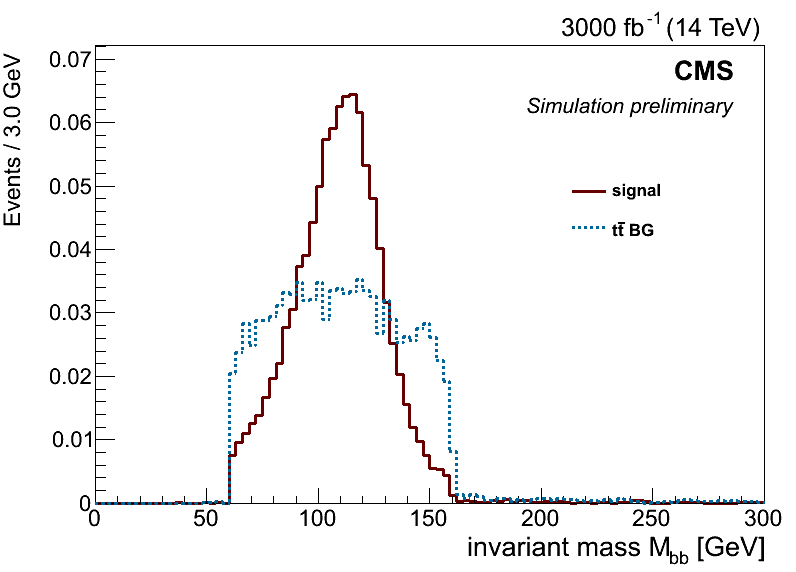 3000 fb⁻¹ (14 TeV)
CMS
Simulation preliminary
signal
tt̄ BG
Events / 3.0 GeV
0.07
0.06
0.05
0.04
0.03
0.02
0.01
0
0 50 100 150 200 250 300
invariant mass M_bb [GeV]